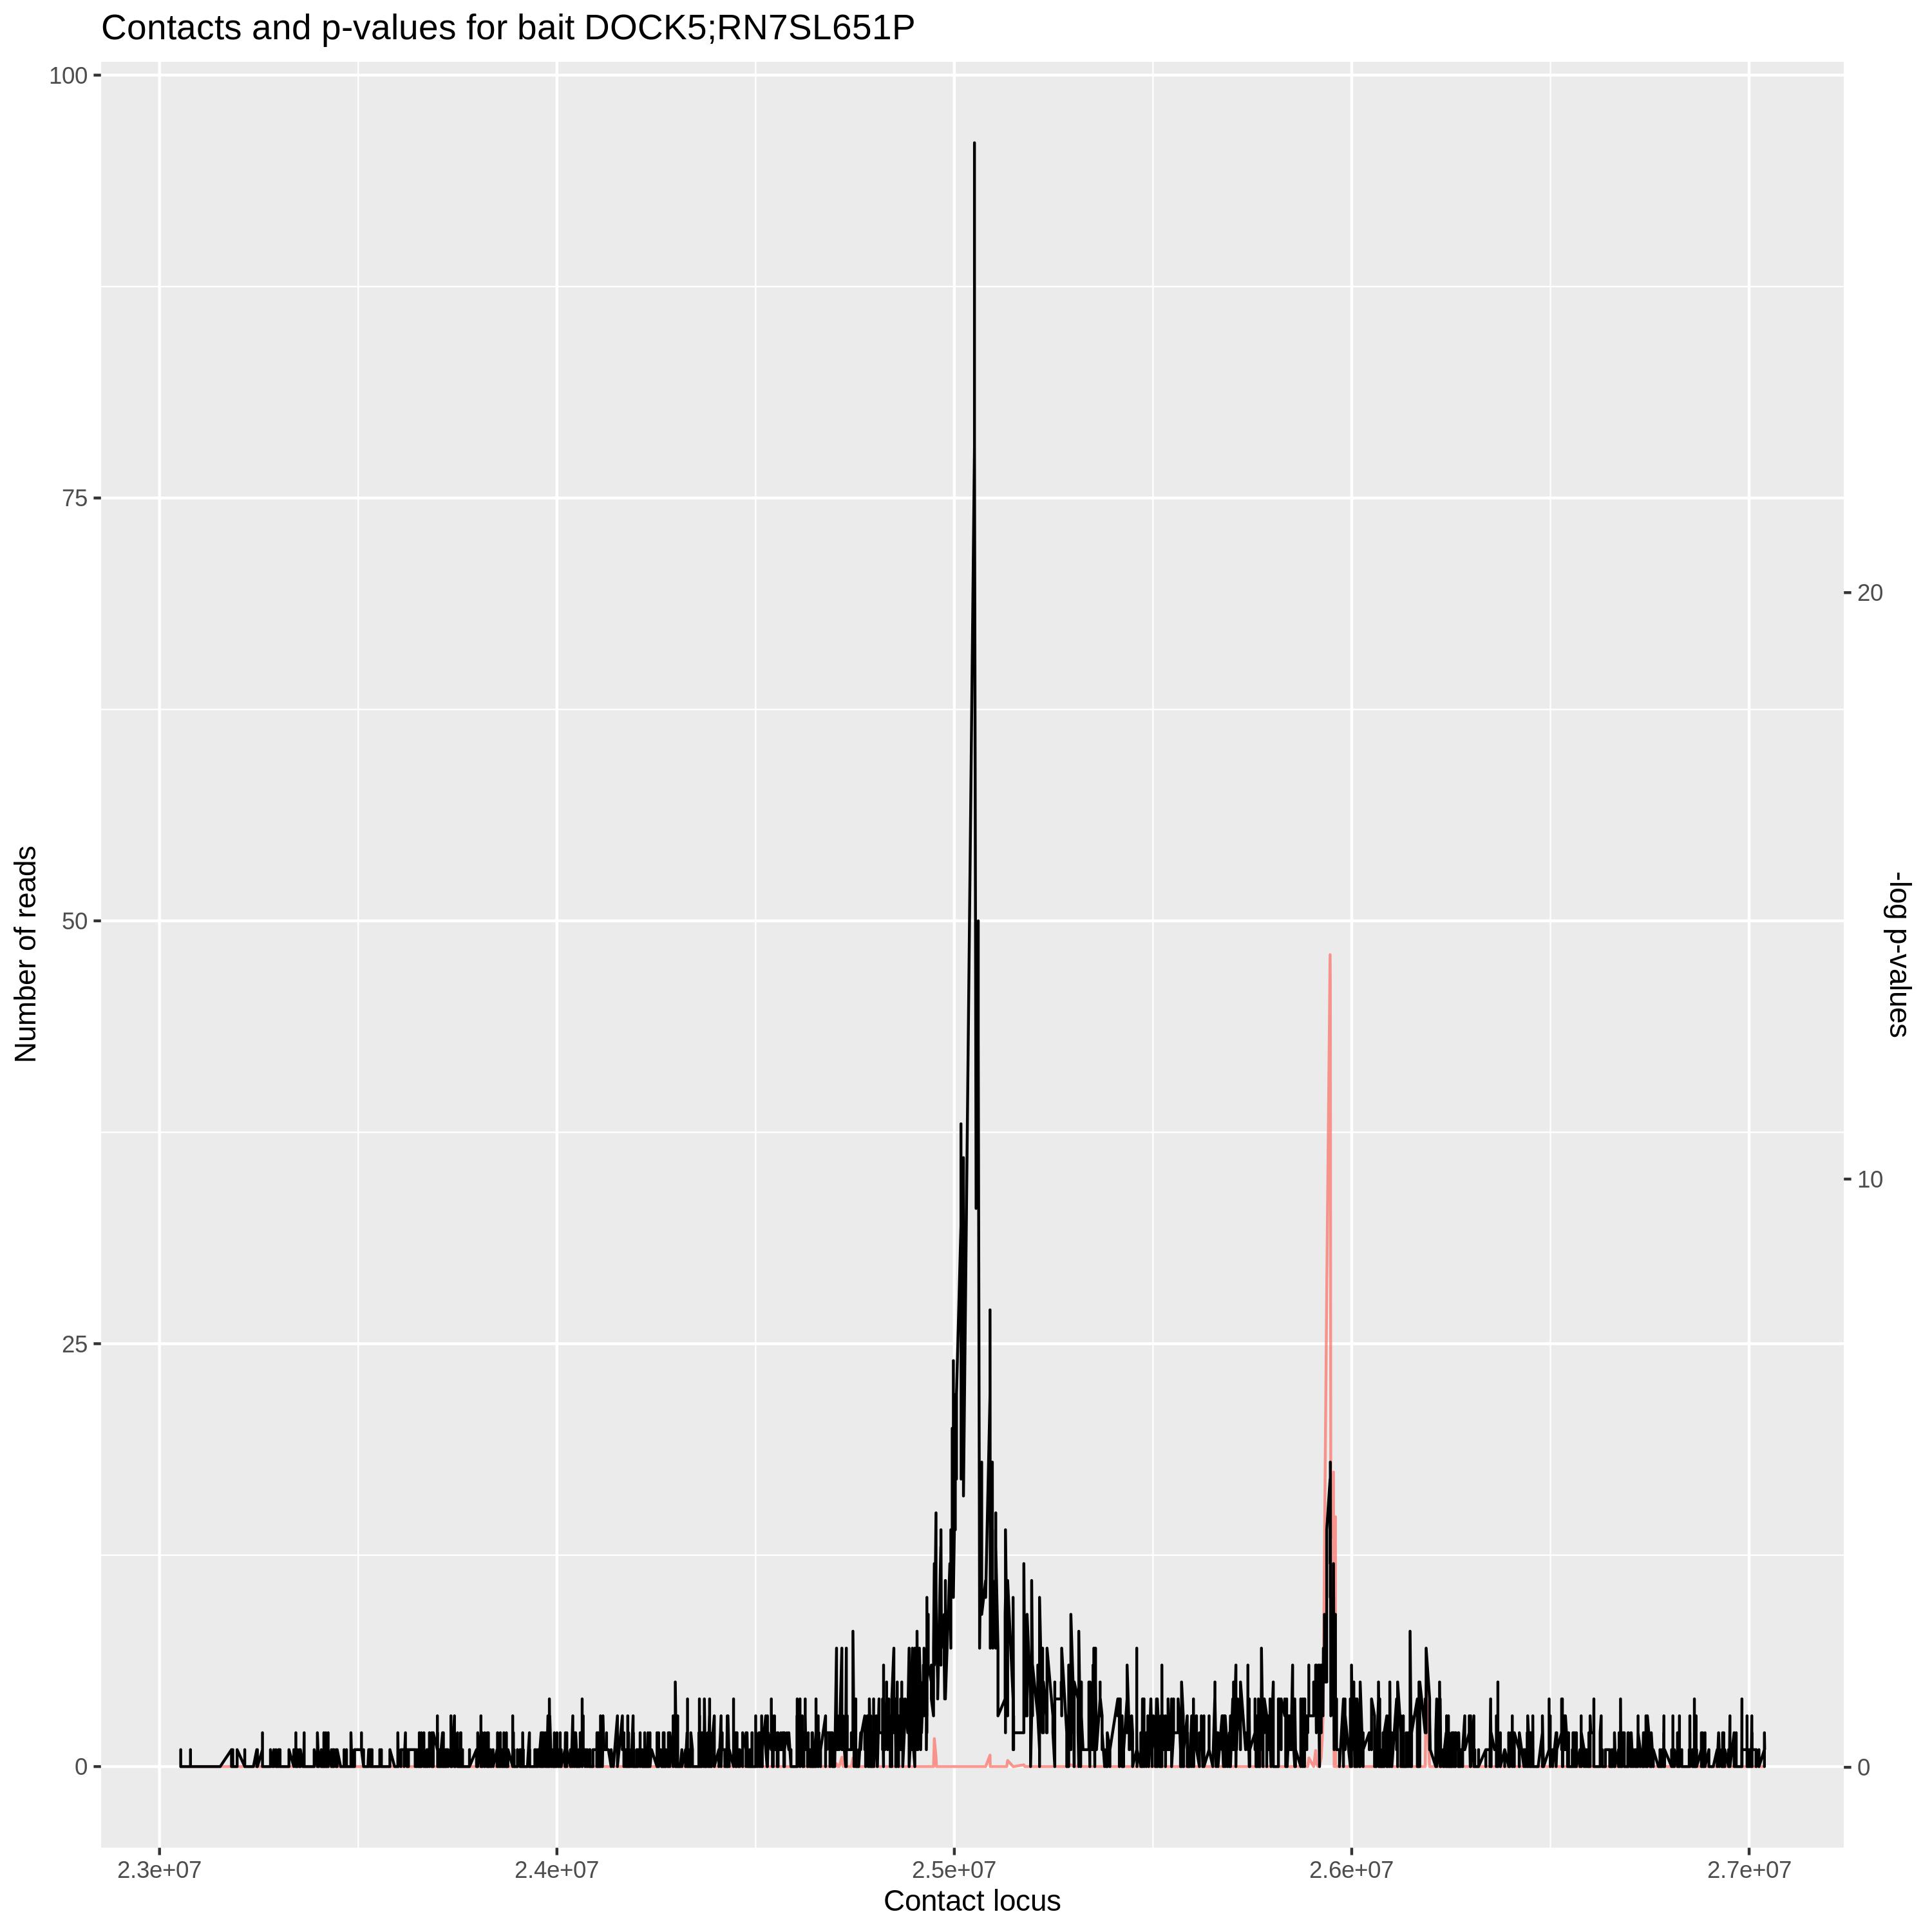 Contacts and p-values for bait DOCK5;RN7SL651P
100
75
50
25
0
Number of reads
20
10
0
-log p-values
2.3e+07
2.4e+07
2.5e+07
2.6e+07
2.7e+07
Contact locus